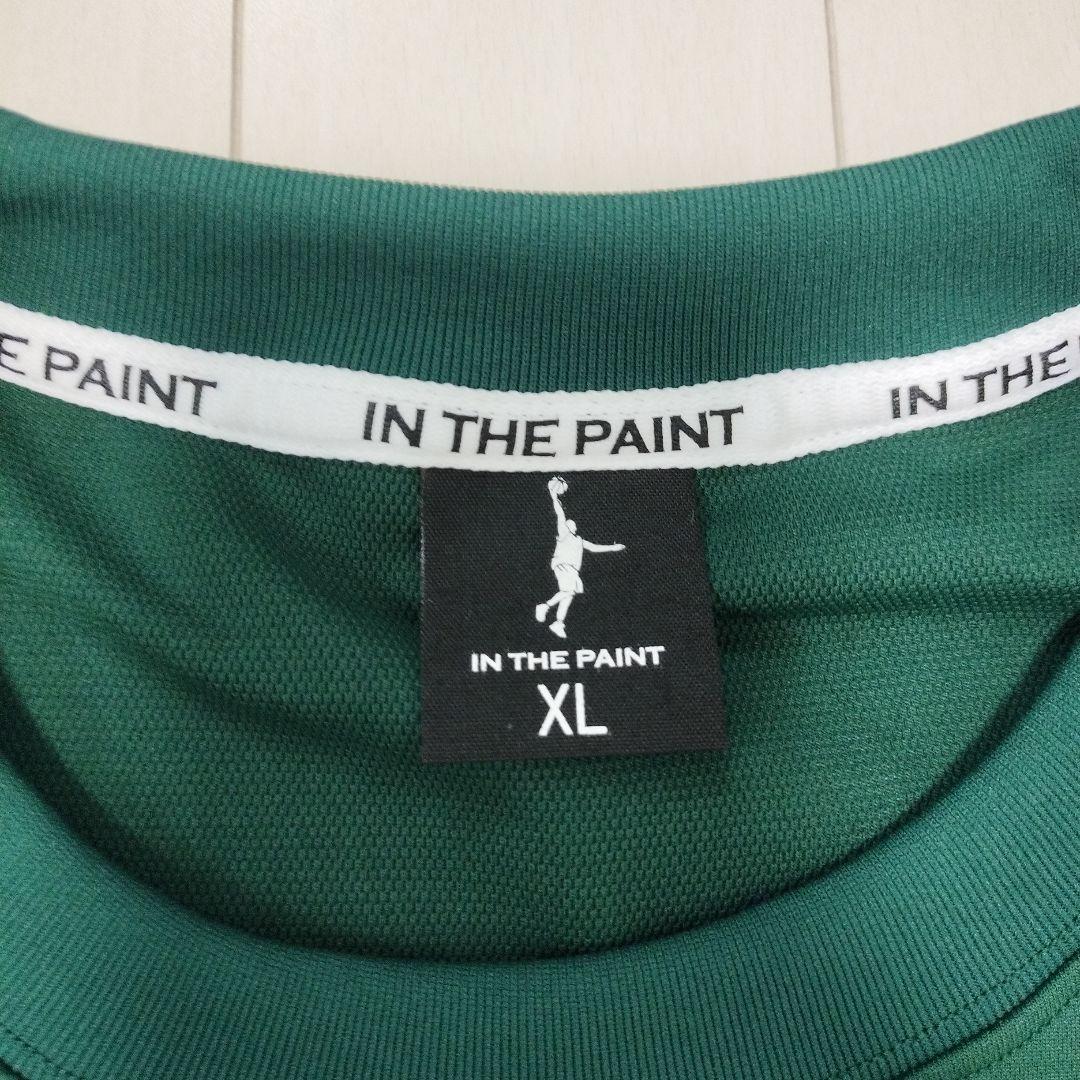 E PAINT IN THE PAINT IN THE
IN THE PAINT
XL